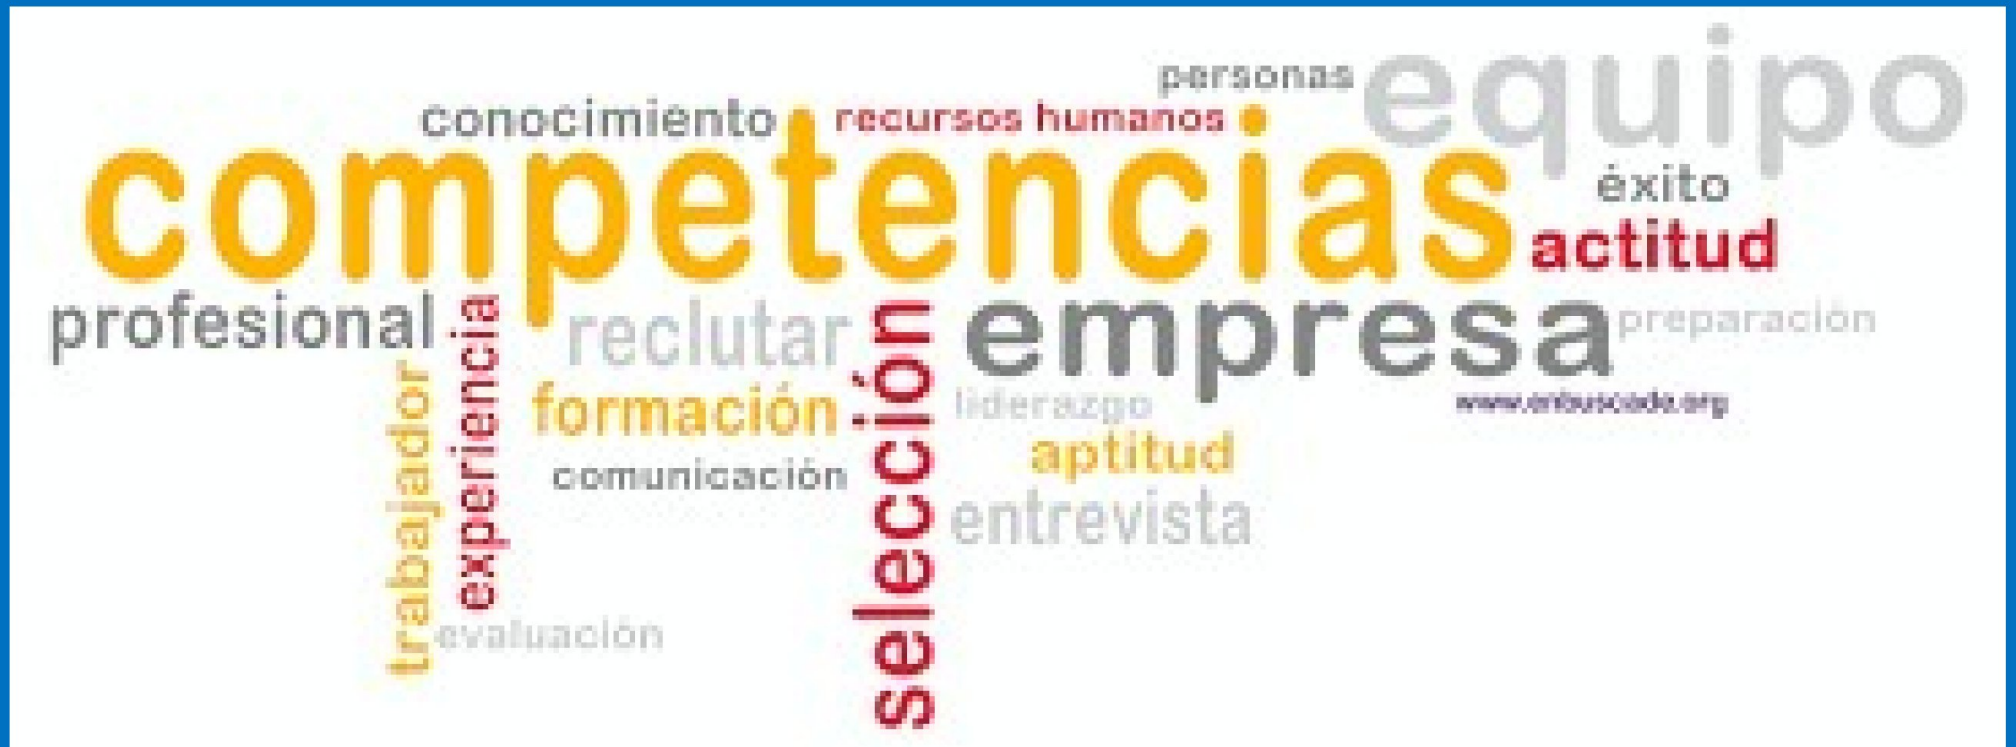 personas
equipo
conocimiento
recursos humanos
competencias
éxito
actitud
profesional
experiencia
reclutar
selección
empresa
preparación
trabajador
formación
liderazgo
www.enbuscade.org
aptitud
comunicación
entrevista
evaluación